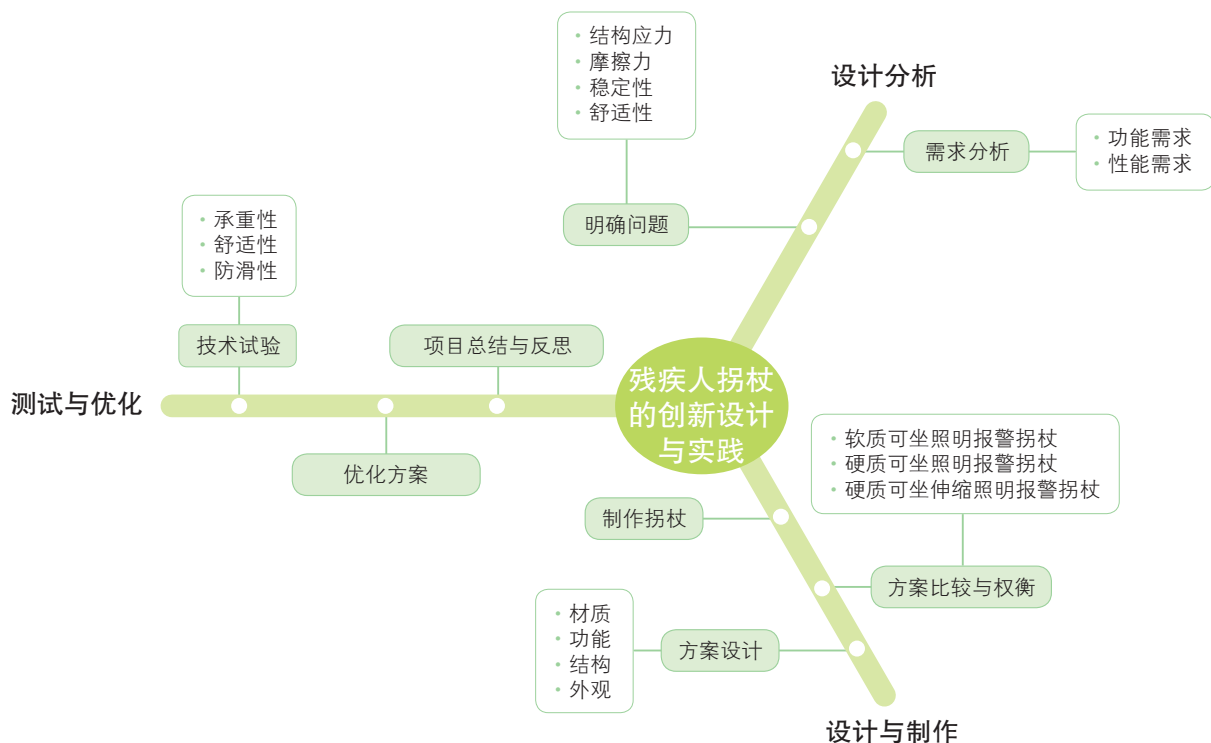 结构应力
摩擦力
稳定性
舒适性
设计分析
需求分析
功能需求
性能需求
明确问题
承重性
舒适性
防滑性
技术试验
项目总结与反思
测试与优化
优化方案
残疾人拐杖
的创新设计
与实践
软质可坐照明报警拐杖
硬质可坐照明报警拐杖
硬质可坐伸缩照明报警拐杖
制作拐杖
方案比较与权衡
材质
功能
结构
外观
方案设计
设计与制作